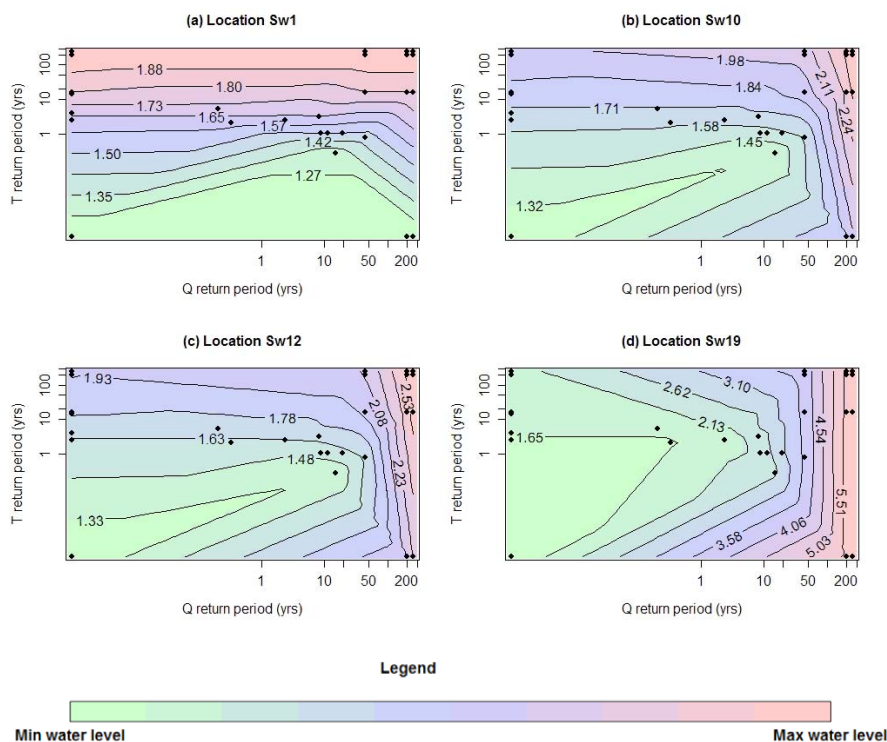 (a) Location Sw1
T return period (yrs)
100
10
1
1.88
1.80
1.73
1.65
1.57
1.50
1.42
1.35
1.27
1 10 50 200
Q return period (yrs)
(b) Location Sw10
T return period (yrs)
100
10
1
1.98
2.11
1.84
2.24
1.71
1.58
1.45
1.32
1 10 50 200
Q return period (yrs)
(c) Location Sw12
T return period (yrs)
100
10
1
1.93
2.53
2.08
1.78
1.63
1.48
2.23
1.33
1 10 50 200
Q return period (yrs)
(d) Location Sw19
T return period (yrs)
100
10
1
2.62
3.10
2.13
4.54
1.65
5.51
4.06
3.58
5.03
1 10 50 200
Q return period (yrs)
Legend
Min water level Max water level